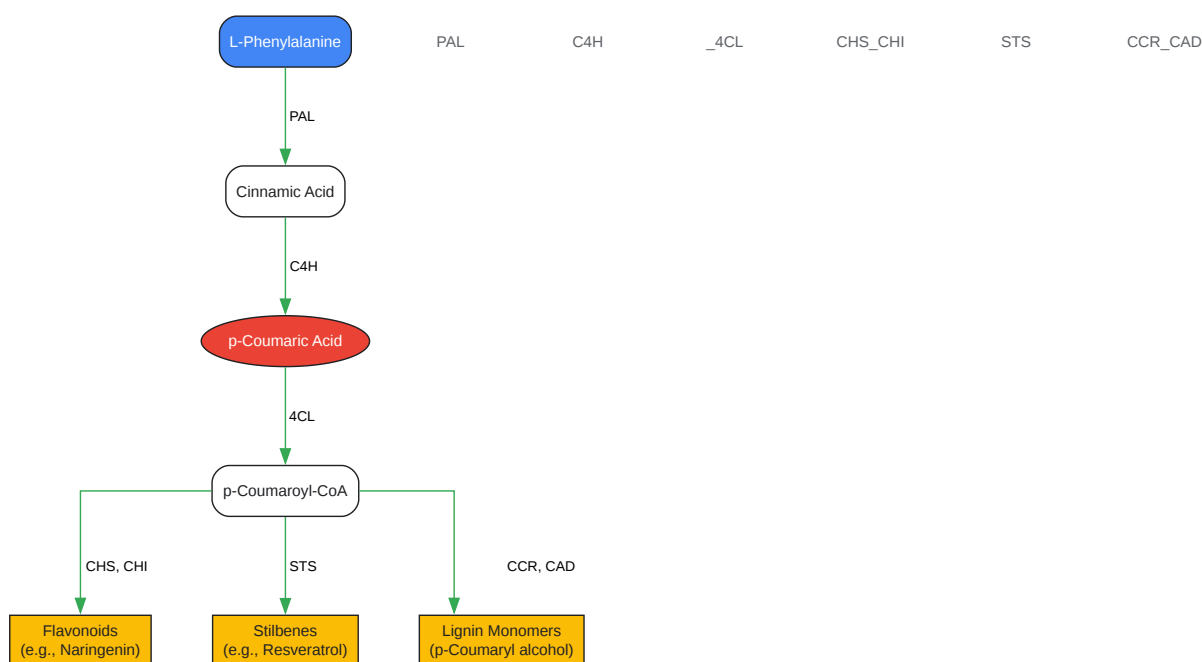 L-Phenylalanine
PAL
C4H
_4CL
CHS_CHI
STS
CCR_CAD
PAL
Cinnamic Acid
C4H
p-Coumaric Acid
4CL
p-Coumaroyl-CoA
CHS, CHI
STS
CCR, CAD
Flavonoids
(e.g., Naringenin)
Stilbenes
(e.g., Resveratrol)
Lignin Monomers
(p-Coumaryl alcohol)